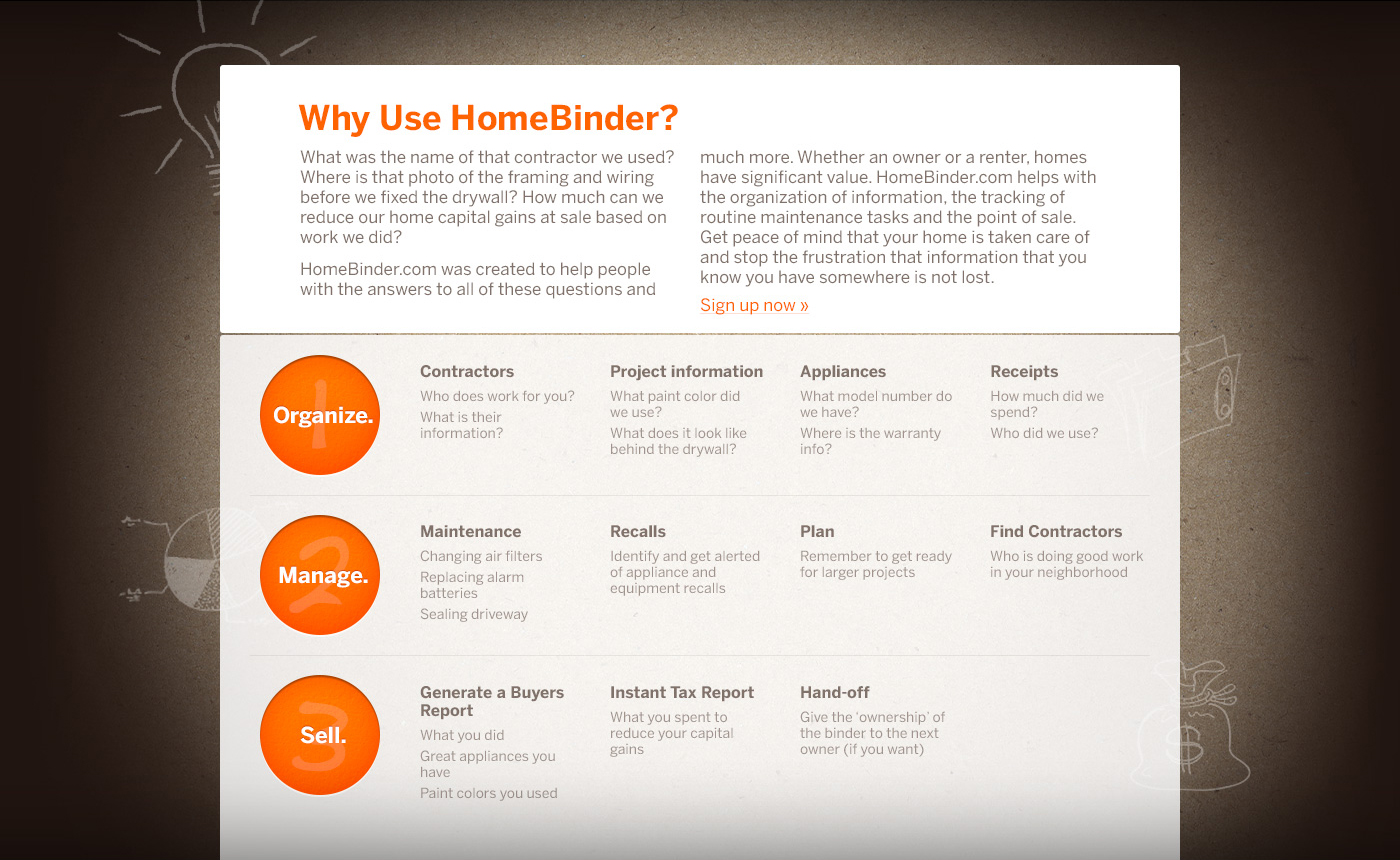 Why Use HomeBinder?
What was the name of that contractor we used?
Where is that photo of the framing and wiring
before we fixed the drywall? How much can we
reduce our home capital gains at sale based on
work we did?
HomeBinder.com was created to help people
with the answers to all of these questions and
much more. Whether an owner or a renter, homes
have significant value. HomeBinder.com helps with
the organization of information, the tracking of
routine maintenance tasks and the point of sale.
Get peace of mind that your home is taken care of
and stop the frustration that information that you
know you have somewhere is not lost.
Sign up now »
1
Organize.
Contractors
Who does work for you?
What is their
information?
Project information
What paint color did
we use?
What does it look like
behind the drywall?
Appliances
What model number do
we have?
Where is the warranty
info?
Receipts
How much did we
spend?
Who did we use?
2
Manage.
Maintenance
Changing air filters
Replacing alarm
batteries
Sealing driveway
Recalls
Identify and get alerted
of appliance and
equipment recalls
Plan
Remember to get ready
for larger projects
Find Contractors
Who is doing good work
in your neighborhood
3
Sell.
Generate a Buyers
Report
What you did
Great appliances you
have
Paint colors you used
Instant Tax Report
What you spent to
reduce your capital
gains
Hand-off
Give the ‘ownership’ of
the binder to the next
owner (if you want)
$